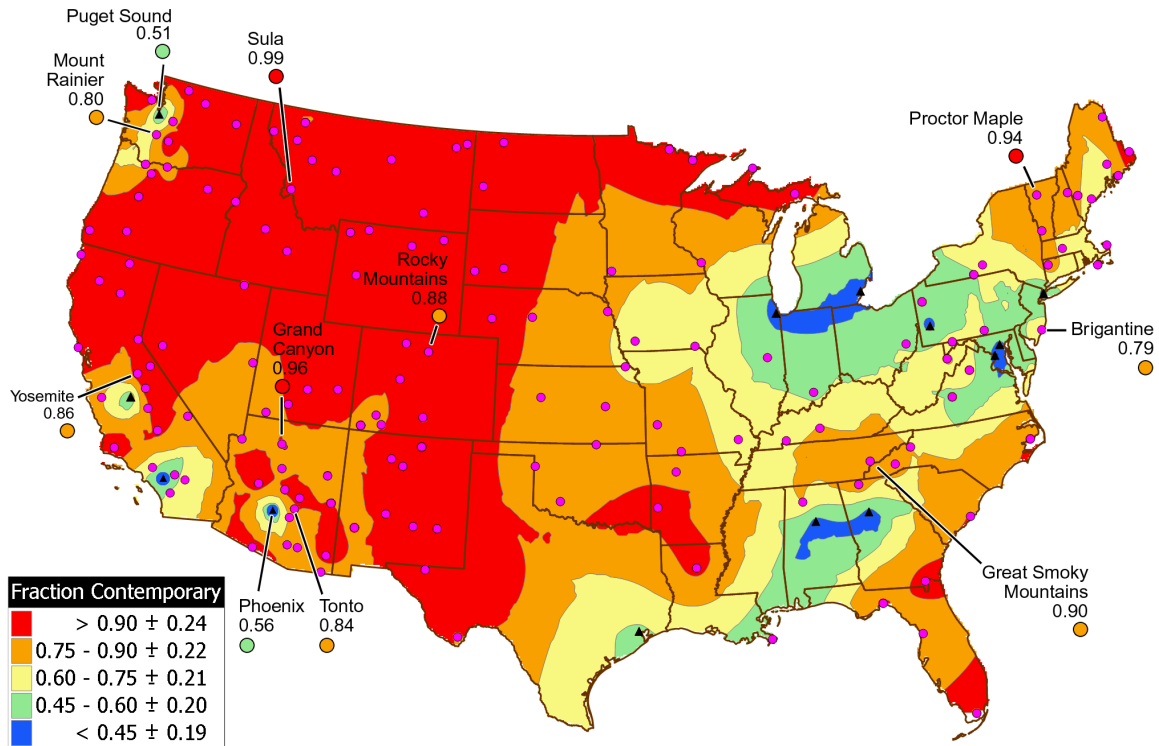 Puget Sound
0.51
Mount
Rainier
0.80
Sula
0.99
Proctor Maple
0.94
Rocky
Mountains
0.88
Grand
Canyon
0.96
Yosemite
0.86
Brigantine
0.79
Great Smoky
Mountains
0.90
Phoenix
0.56
Tonto
0.84
Fraction Contemporary
> 0.90 ± 0.24
0.75 - 0.90 ± 0.22
0.60 - 0.75 ± 0.21
0.45 - 0.60 ± 0.20
< 0.45 ± 0.19